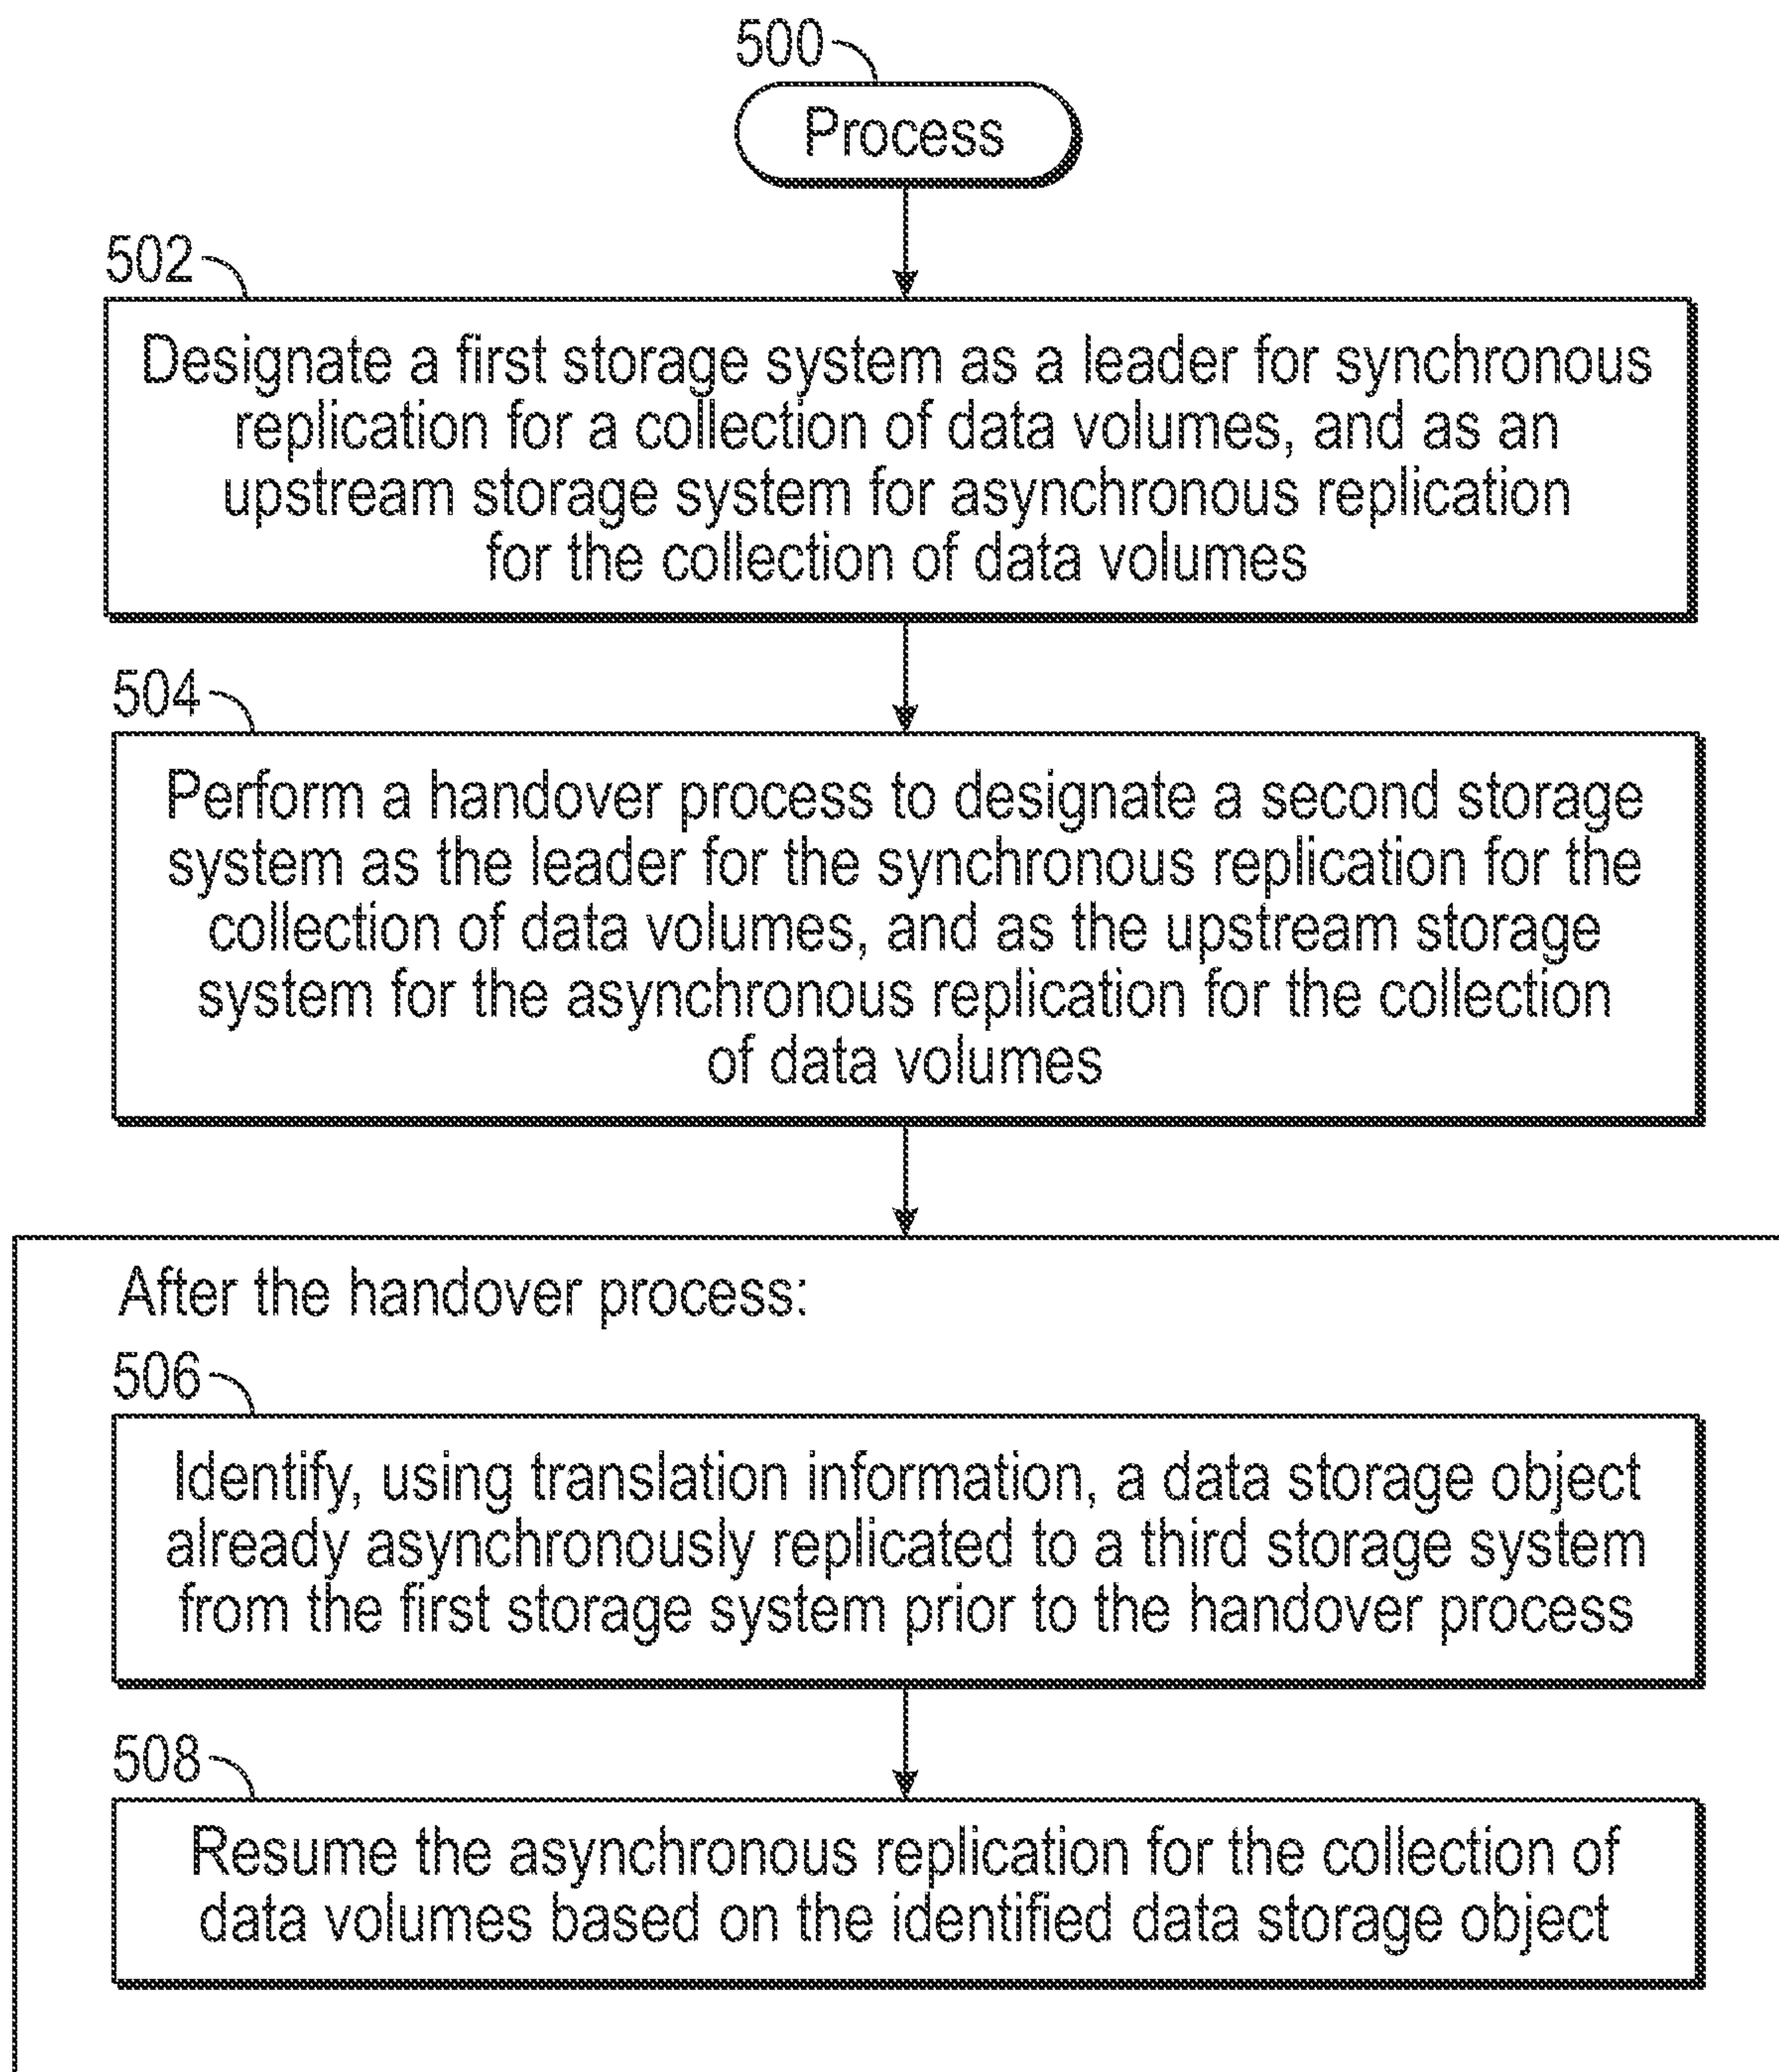 500
Process
502
Designate a first storage system as a leader for synchronous
replication for a collection of data volumes, and as an
upstream storage system for asynchronous replication
for the collection of data volumes
504
Perform a handover process to designate a second storage
system as the leader for the synchronous replication for the
collection of data volumes, and as the upstream storage
system for the asynchronous replication for the collection
of data volumes
After the handover process:
506
Identify, using translation information, a data storage object
already asynchronously replicated to a third storage system
from the first storage system prior to the handover process
508
Resume the asynchronous replication for the collection of
data volumes based on the identified data storage object